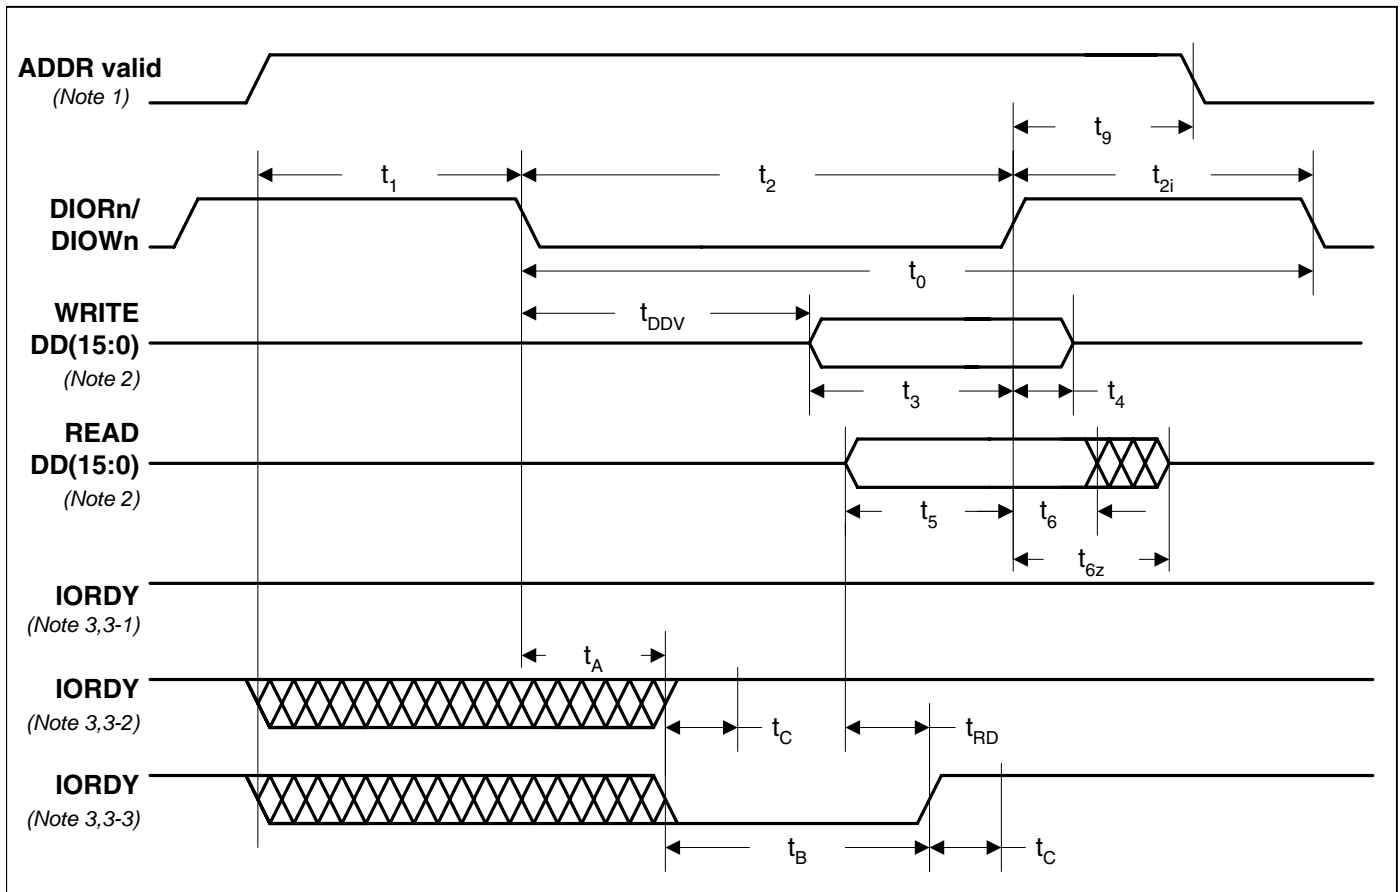 ADDR valid
(Note 1)
t9
t1 t2 t2i
DIORn/
DIOWn
t0
WRITE
DD(15:0)
(Note 2)
tDDV
t3 t4
READ
DD(15:0)
(Note 2)
t5 t6
t6z
IORDY
(Note 3,3-1)
tA
IORDY
(Note 3,3-2)
tC tRD
IORDY
(Note 3,3-3)
tB tC